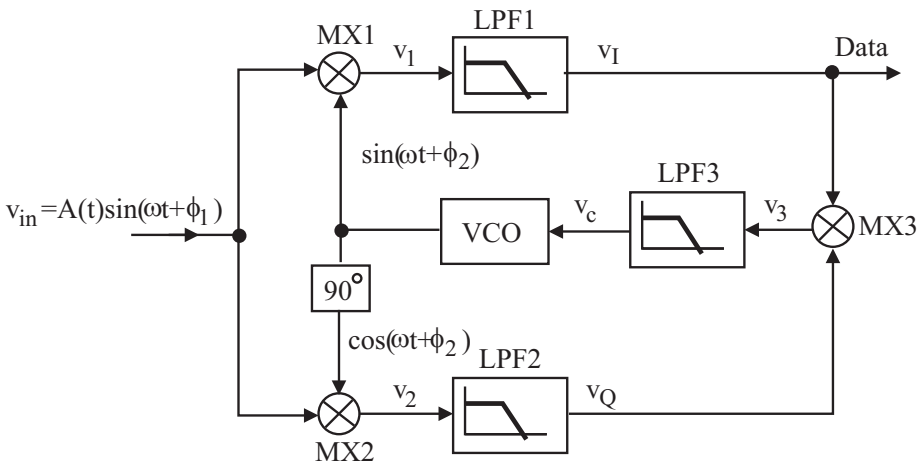 LPF1
MX1
v1
vI
Data
sin(ωt+ϕ2)
LPF3
vin=A(t)sin(ωt+ϕ1)
VCO
vc
v3
MX3
90°
cos(ωt+ϕ2)
LPF2
v2
vQ
MX2